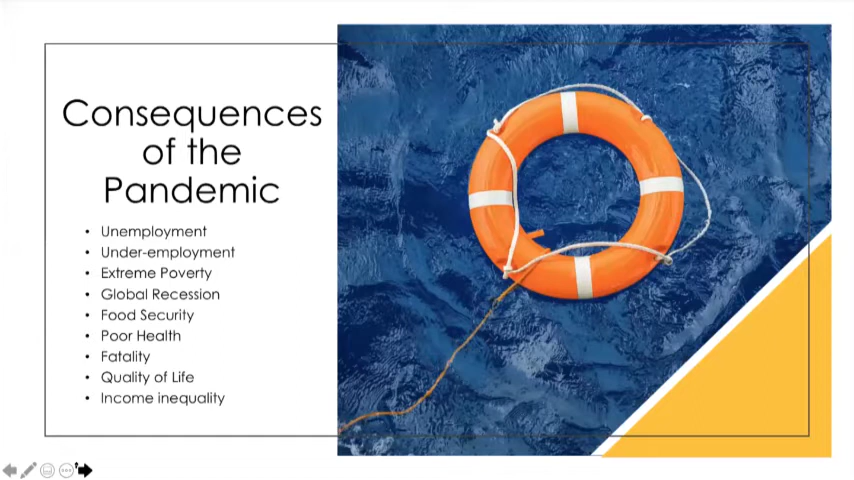 Consequences
of the
Pandemic
• Unemployment
• Under-employment
• Extreme Poverty
• Global Recession
• Food Security
• Poor Health
• Fatality
• Quality of Life
• Income inequality